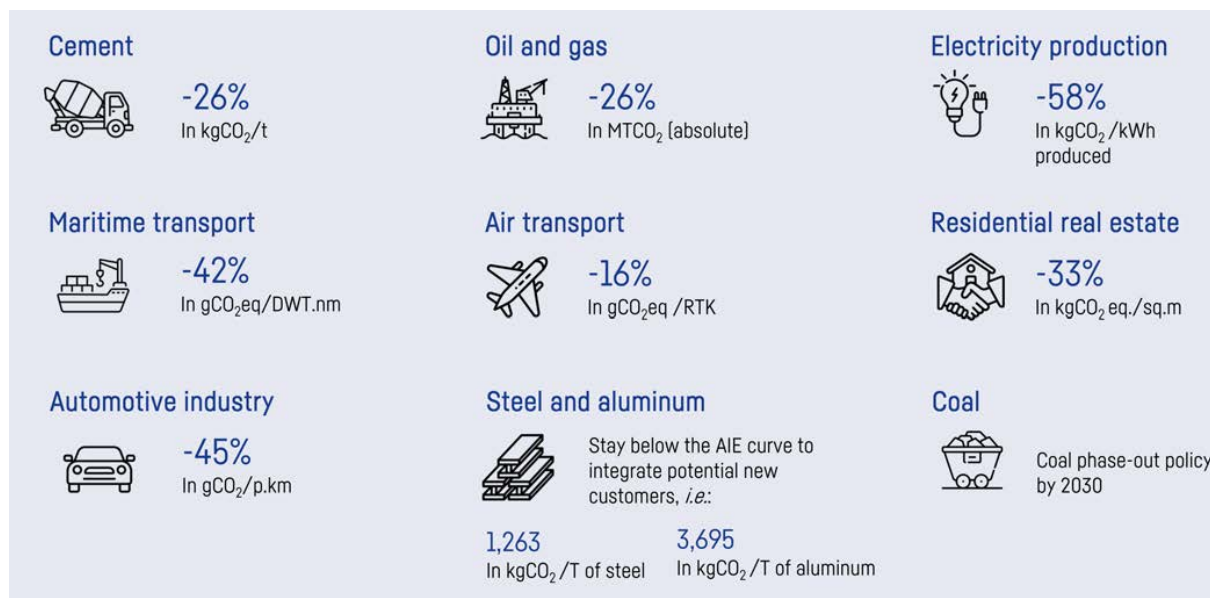 Cement
-26%
In kgCO₂/t
Oil and gas
-26%
In MTCO₂ (absolute)
Electricity production
-58%
In kgCO₂/kWh
produced
Maritime transport
-42%
In gCO₂eq/DWT.nm
Air transport
-16%
In gCO₂eq /RTK
Residential real estate
-33%
In kgCO₂ eq./sq.m
Automotive industry
-45%
In gCO₂/p.km
Steel and aluminum
Stay below the AIE curve to
integrate potential new
customers, i.e.:
1,263
In kgCO₂/T of steel
3,695
In kgCO₂/T of aluminum
Coal
Coal phase-out policy
by 2030